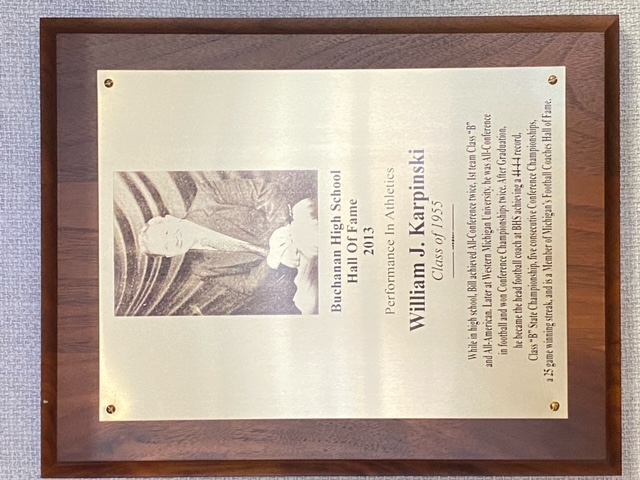 Buchanan High School
Hall Of Fame
2013
Performance In Athletics
William J. Karpinski
Class of 1955
While in high school, Bill achieved All-Conference twice, 1st team Class "B"
and All-American. Later at Western Michigan University, he was All-Conference
in football and won Conference Championships twice. After Graduation,
he became the head football coach at BHS achieving a 44-4 record,
Class "B" State Championship, five consecutive Conference Championships,
a 25 game winning streak, and is a Member of Michigan's Football Coaches Hall of Fame.